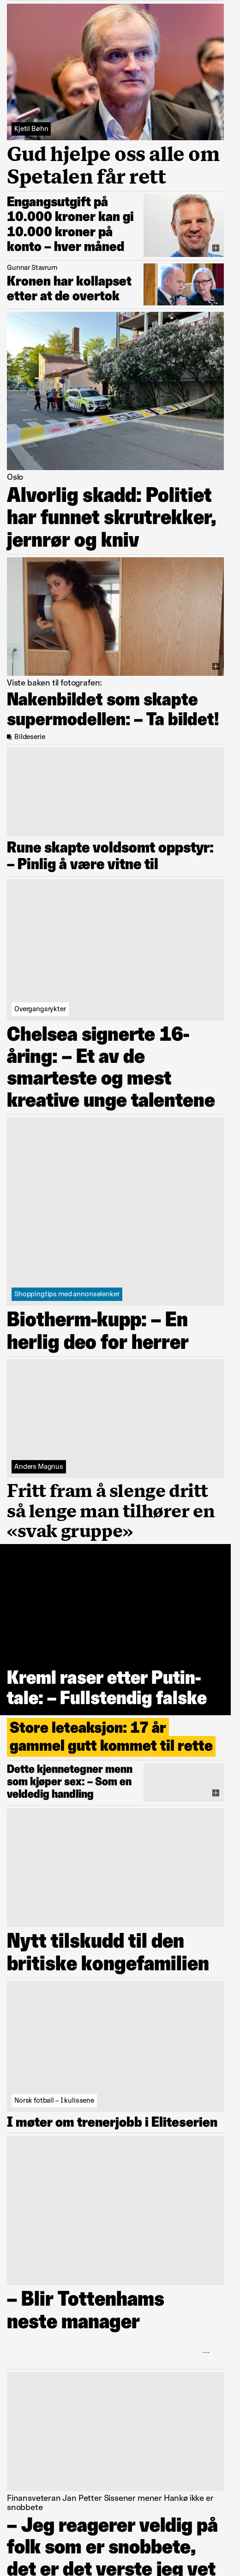 Kjetil Bøhn
Gud hjelpe oss alle om
Spetalen får rett
Engangsutgift på
10.000 kroner kan gi
10.000 kroner på
konto – hver måned
Gunnar Stavrum
Kronen har kollapset
etter at de overtok
Oslo
Alvorlig skadd: Politiet
har funnet skrutrekker,
jernrør og kniv
Viste baken til fotografen:
Nakenbildet som skapte
supermodellen: – Ta bildet!
Bildeserie
Rune skapte voldsomt oppstyr:
– Pinlig å være vitne til
Overgangsrykter
Chelsea signerte 16-
åring: – Et av de
smarteste og mest
kreative unge talentene
Shoppingtips med annonselenker
Biotherm-kupp: – En
herlig deo for herrer
Anders Magnus
Fritt fram å slenge dritt
så lenge man tilhører en
«svak gruppe»
Kreml raser etter Putin-
tale: – Fullstendig falske
Store leteaksjon: 17 år
gammel gutt kommet til rette
Dette kjennetegner menn
som kjøper sex: – Som en
veldedig handling
Nytt tilskudd til den
britiske kongefamilien
Norsk fotball – I kulissene
I møter om trenerjobb i Eliteserien
– Blir Tottenhams
neste manager
Finansveteran Jan Petter Sissener mener Hankø ikke er
snobbete
– Jeg reagerer veldig på
folk som er snobbete,
det er det verste jeg vet